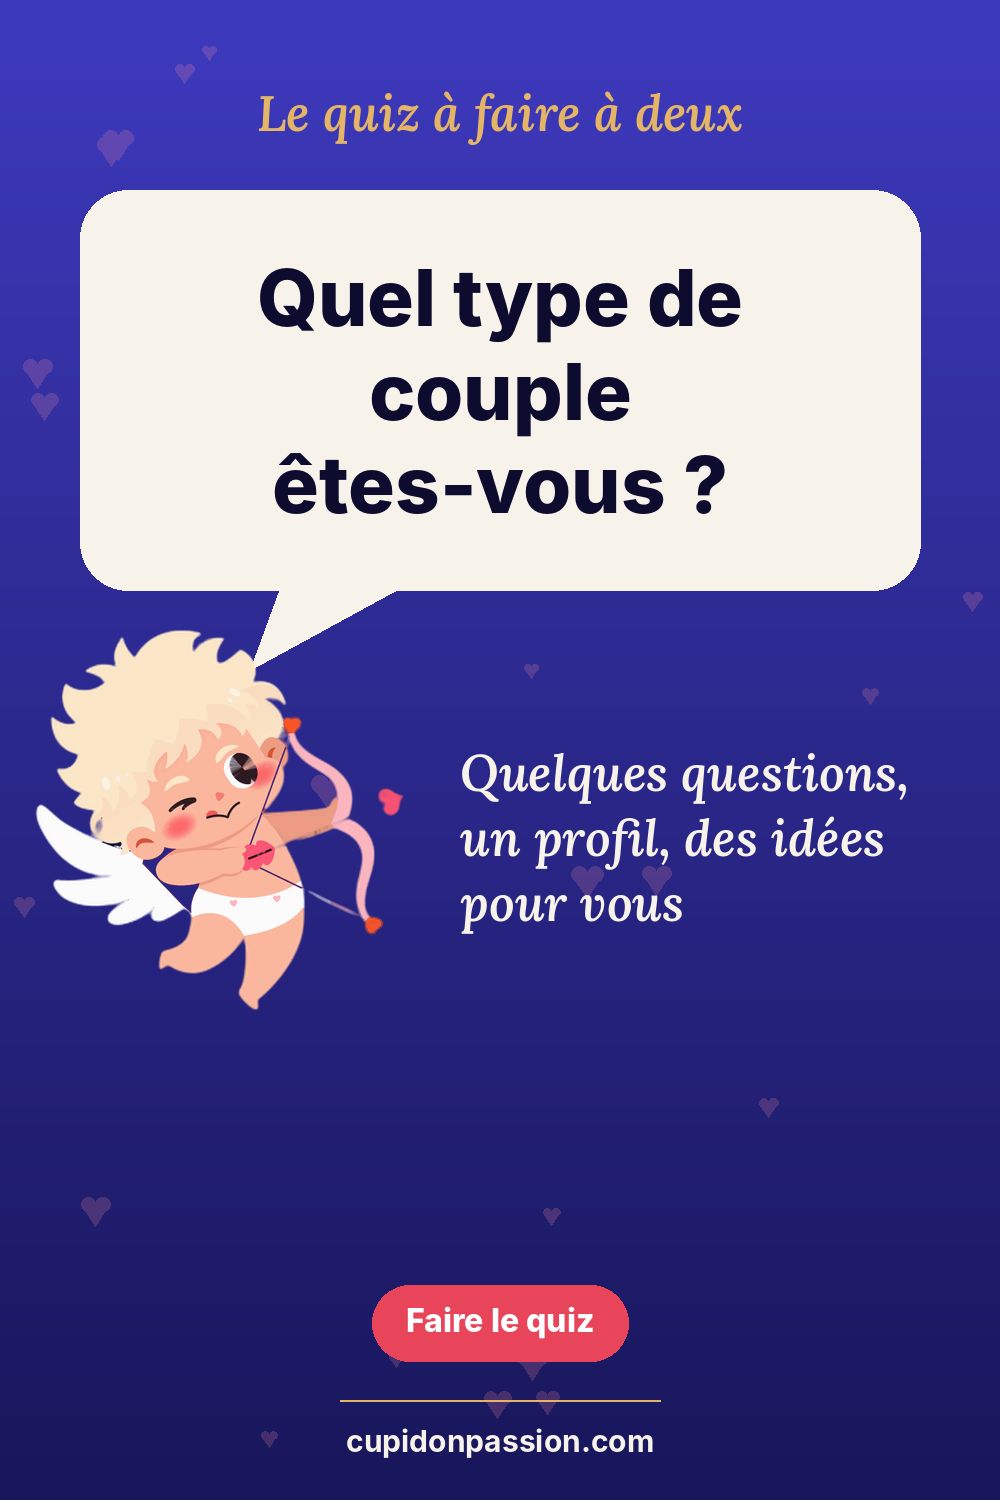 Le quiz à faire à deux
Quel type de
couple
êtes-vous ?
Quelques questions,
un profil, des idées
pour vous
Faire le quiz
cupidonpassion.com